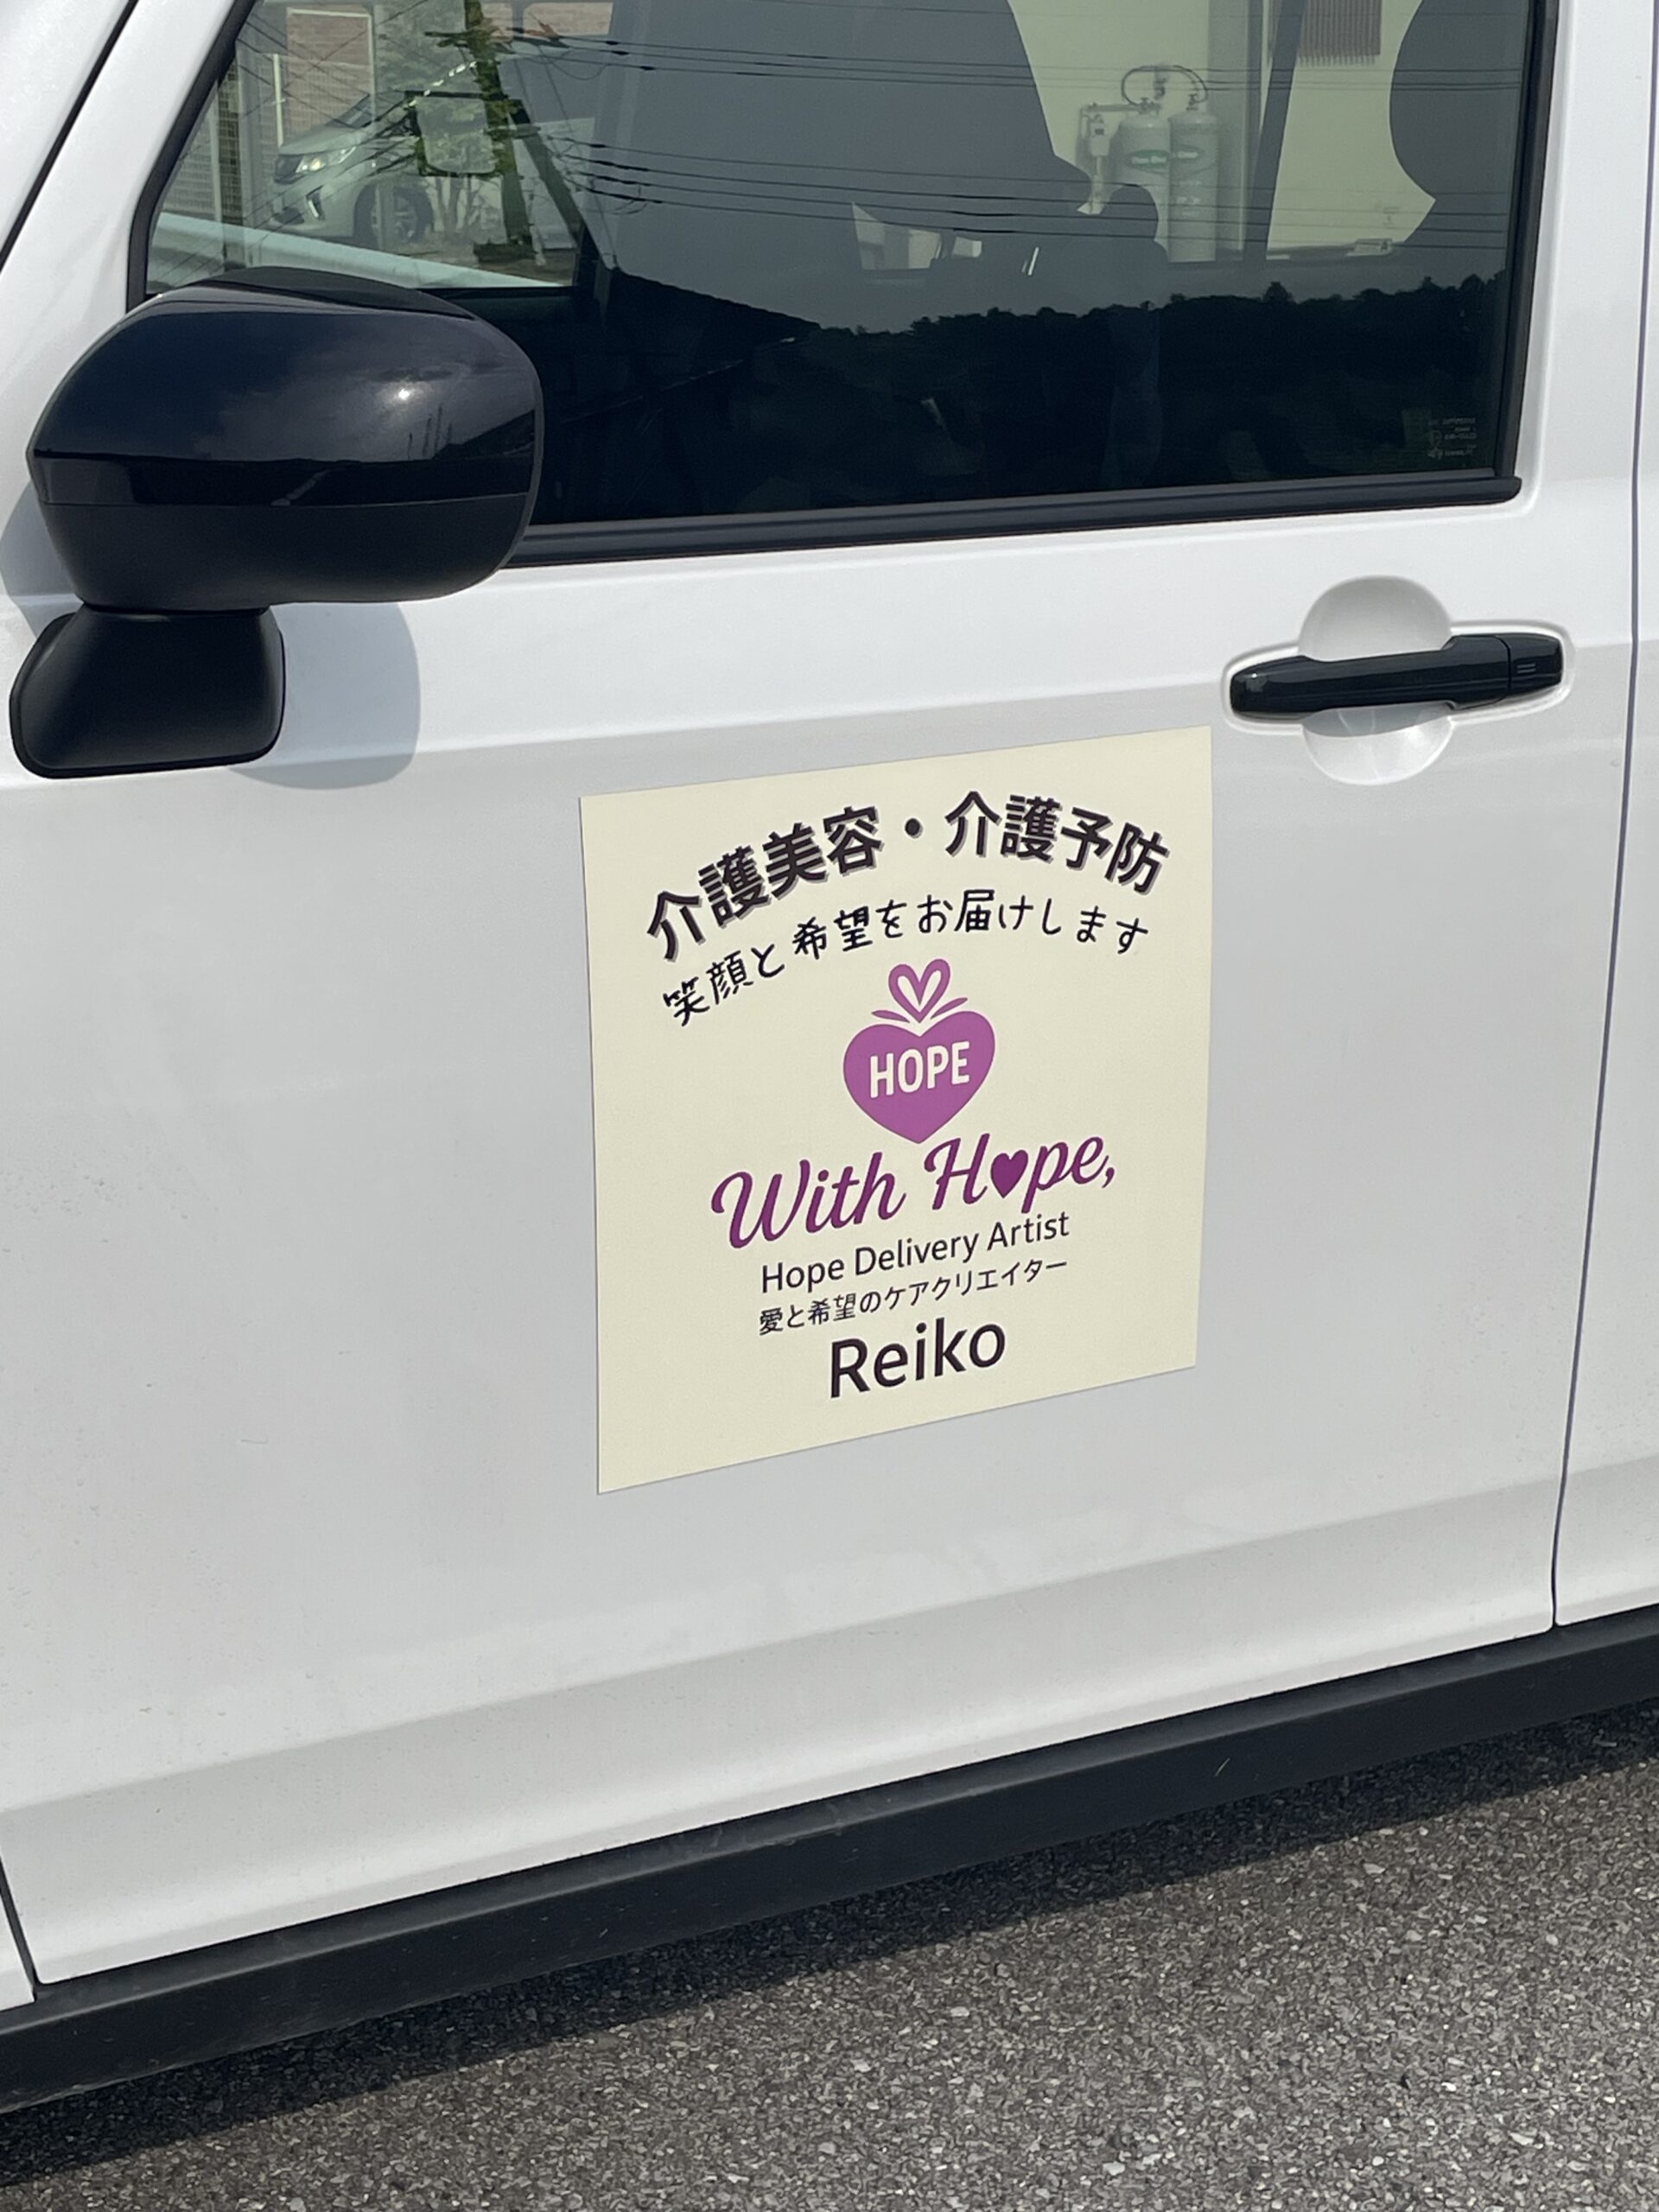 介護美容・介護予防
笑顔と希望をお届けします
HOPE
With H♥pe,
Hope Delivery Artist
愛と希望のケアクリエイター
Reiko